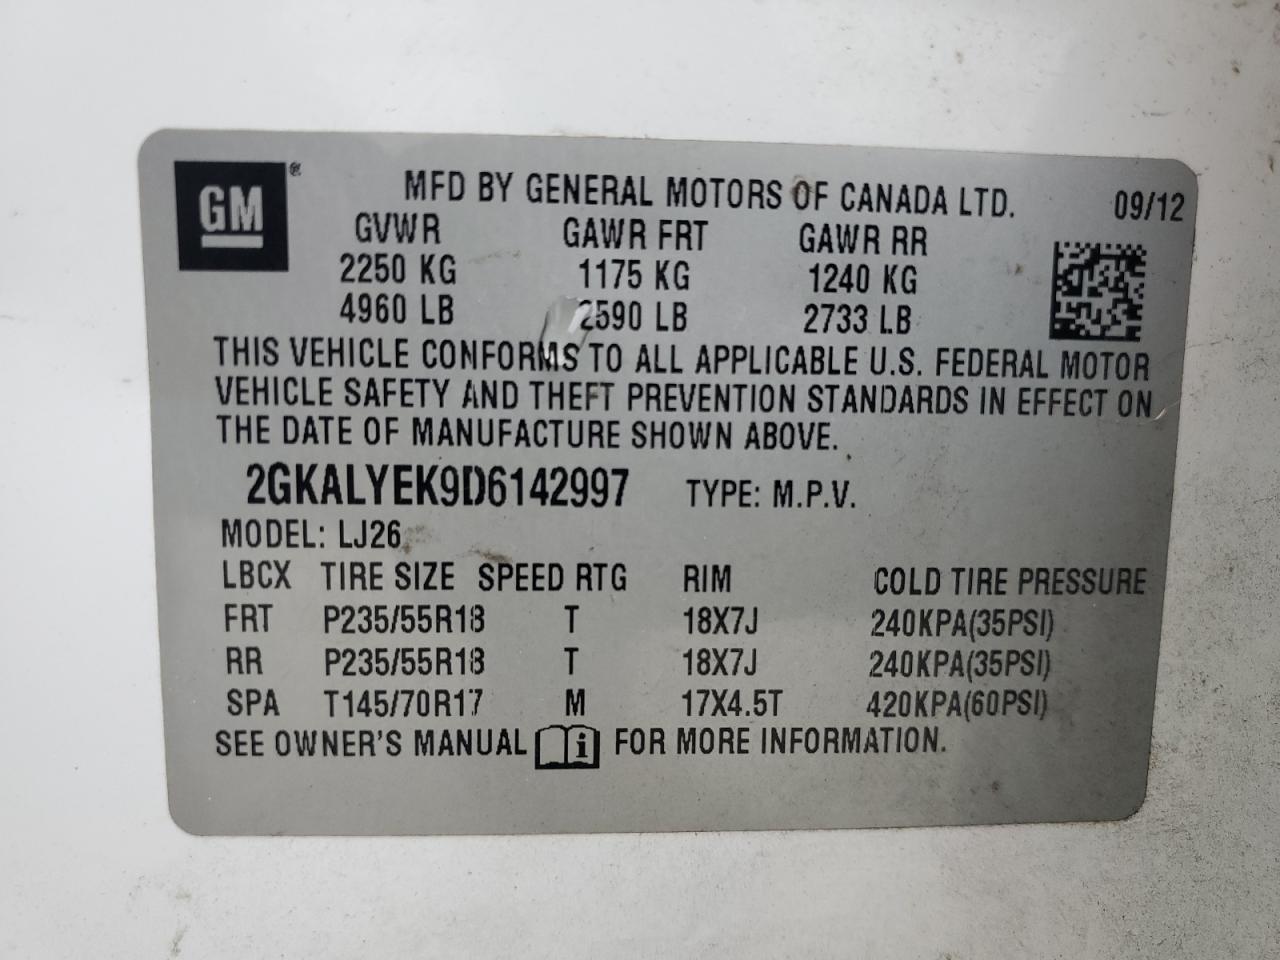 GM®
MFD BY GENERAL MOTORS OF CANADA LTD. 09/12
GVWR GAWR FRT GAWR RR
2250 KG 1175 KG 1240 KG
4960 LB 2590 LB 2733 LB
THIS VEHICLE CONFORMS TO ALL APPLICABLE U.S. FEDERAL MOTOR
VEHICLE SAFETY AND THEFT PREVENTION STANDARDS IN EFFECT ON
THE DATE OF MANUFACTURE SHOWN ABOVE.
2GKALYEK9D6142997 TYPE: M.P.V.
MODEL: LJ26
LBCX TIRE SIZE SPEED RTG RIM COLD TIRE PRESSURE
FRT P235/55R18 T 18X7J 240KPA(35PSI)
RR P235/55R18 T 18X7J 240KPA(35PSI)
SPA T145/70R17 M 17X4.5T 420KPA(60PSI)
SEE OWNER'S MANUAL i FOR MORE INFORMATION.